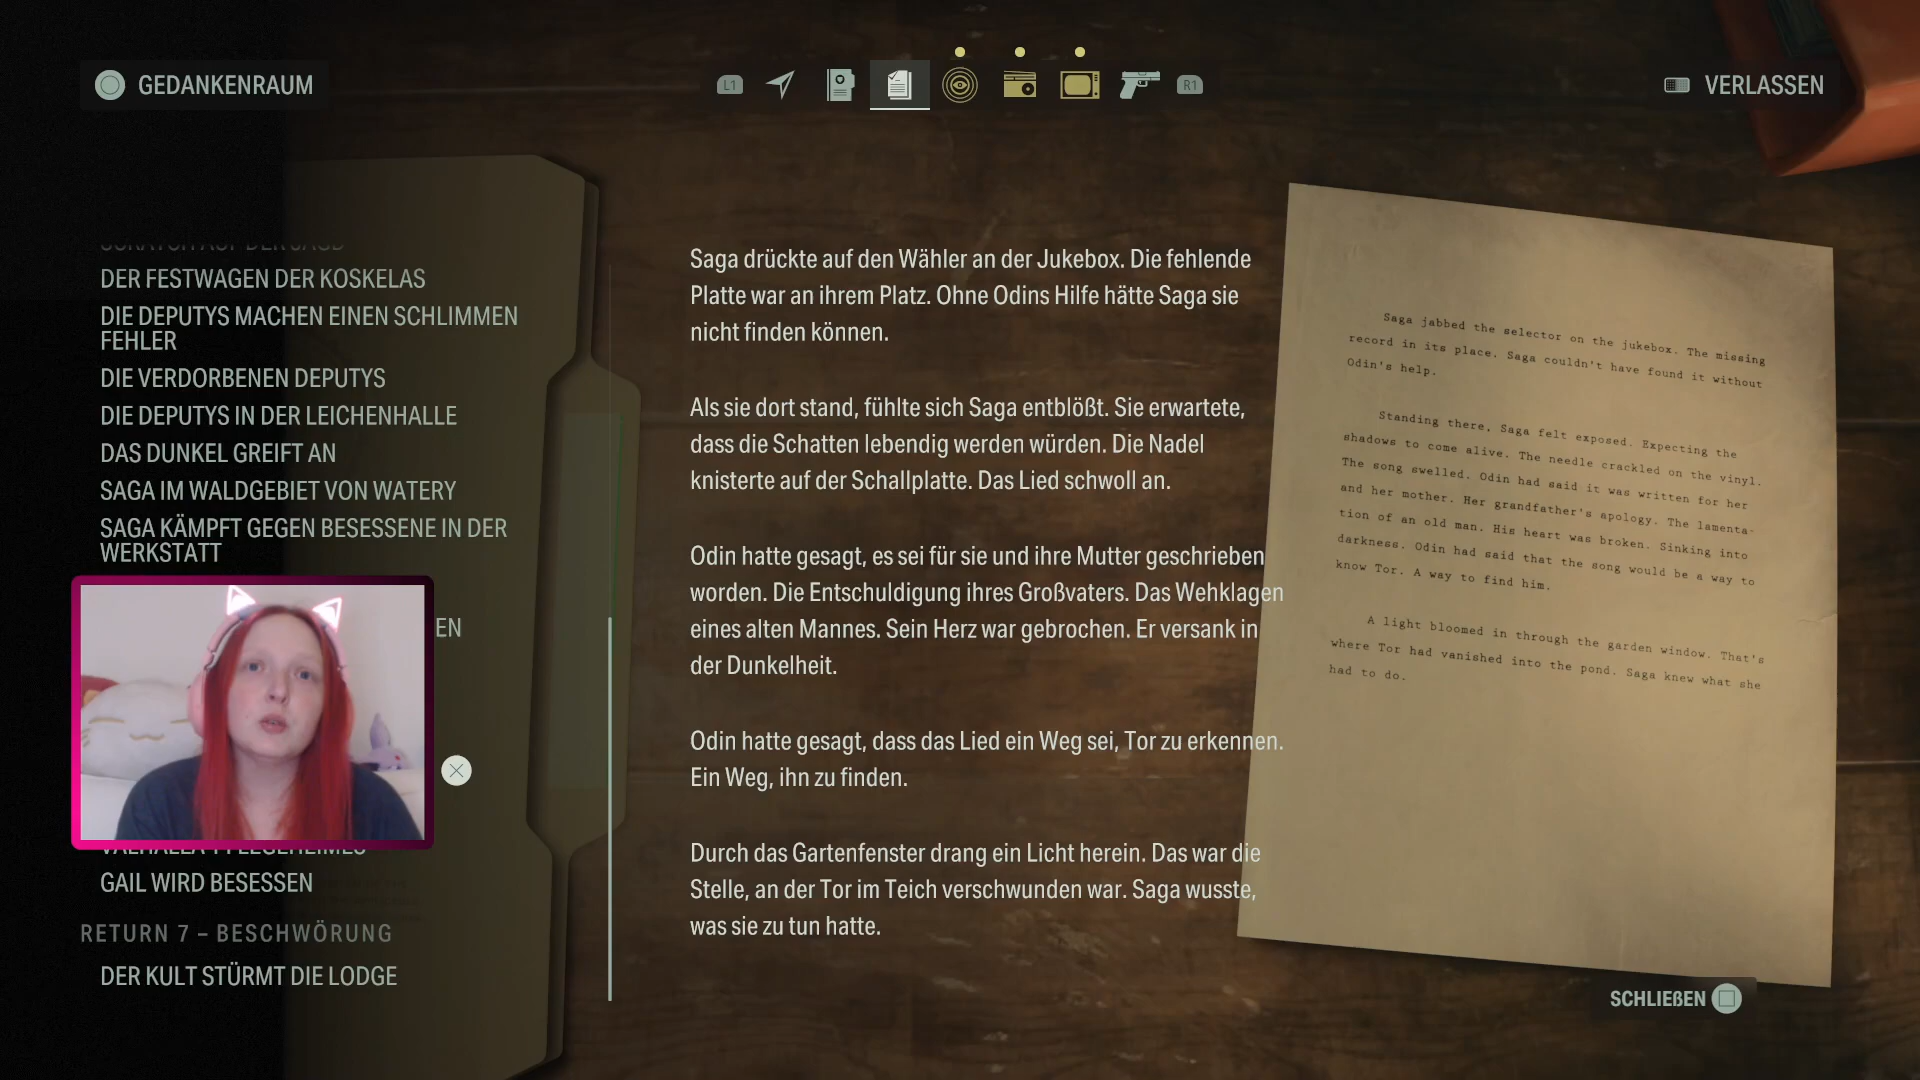 GEDANKENRAUM
L1
R1
VERLASSEN
DER FESTWAGEN DER KOSKELAS
DIE DEPUTYS MACHEN EINEN SCHLIMMEN
FEHLER
DIE VERDORBENEN DEPUTYS
DIE DEPUTYS IN DER LEICHENHALLE
DAS DUNKEL GREIFT AN
SAGA IM WALDGEBIET VON WATERY
SAGA KÄMPFT GEGEN BESESSENE IN DER
WERKSTATT
EN
GAIL WIRD BESESSEN
RETURN 7 – BESCHWÖRUNG
DER KULT STÜRMT DIE LODGE
Saga drückte auf den Wähler an der Jukebox. Die fehlende
Platte war an ihrem Platz. Ohne Odins Hilfe hätte Saga sie
nicht finden können.
Als sie dort stand, fühlte sich Saga entblößt. Sie erwartete,
dass die Schatten lebendig werden würden. Die Nadel
knisterte auf der Schallplatte. Das Lied schwoll an.
Odin hatte gesagt, es sei für sie und ihre Mutter geschrieben
worden. Die Entschuldigung ihres Großvaters. Das Wehklagen
eines alten Mannes. Sein Herz war gebrochen. Er versank in
der Dunkelheit.
Odin hatte gesagt, dass das Lied ein Weg sei, Tor zu erkennen.
Ein Weg, ihn zu finden.
Durch das Gartenfenster drang ein Licht herein. Das war die
Stelle, an der Tor im Teich verschwunden war. Saga wusste,
was sie zu tun hatte.
Saga jabbed the selector on the jukebox. The missing
record in its place. Saga couldn't have found it without
Odin's help.
Standing there, Saga felt exposed. Expecting the
shadows to come alive. The needle crackled on the vinyl.
The song swelled. Odin had said it was written for her
and her mother. Her grandfather's apology. The lamenta-
tion of an old man. His heart was broken. Sinking into
darkness. Odin had said that the song would be a way to
know Tor. A way to find him.
A light bloomed in through the garden window. That's
where Tor had vanished into the pond. Saga knew what she
had to do.
SCHLIEßEN